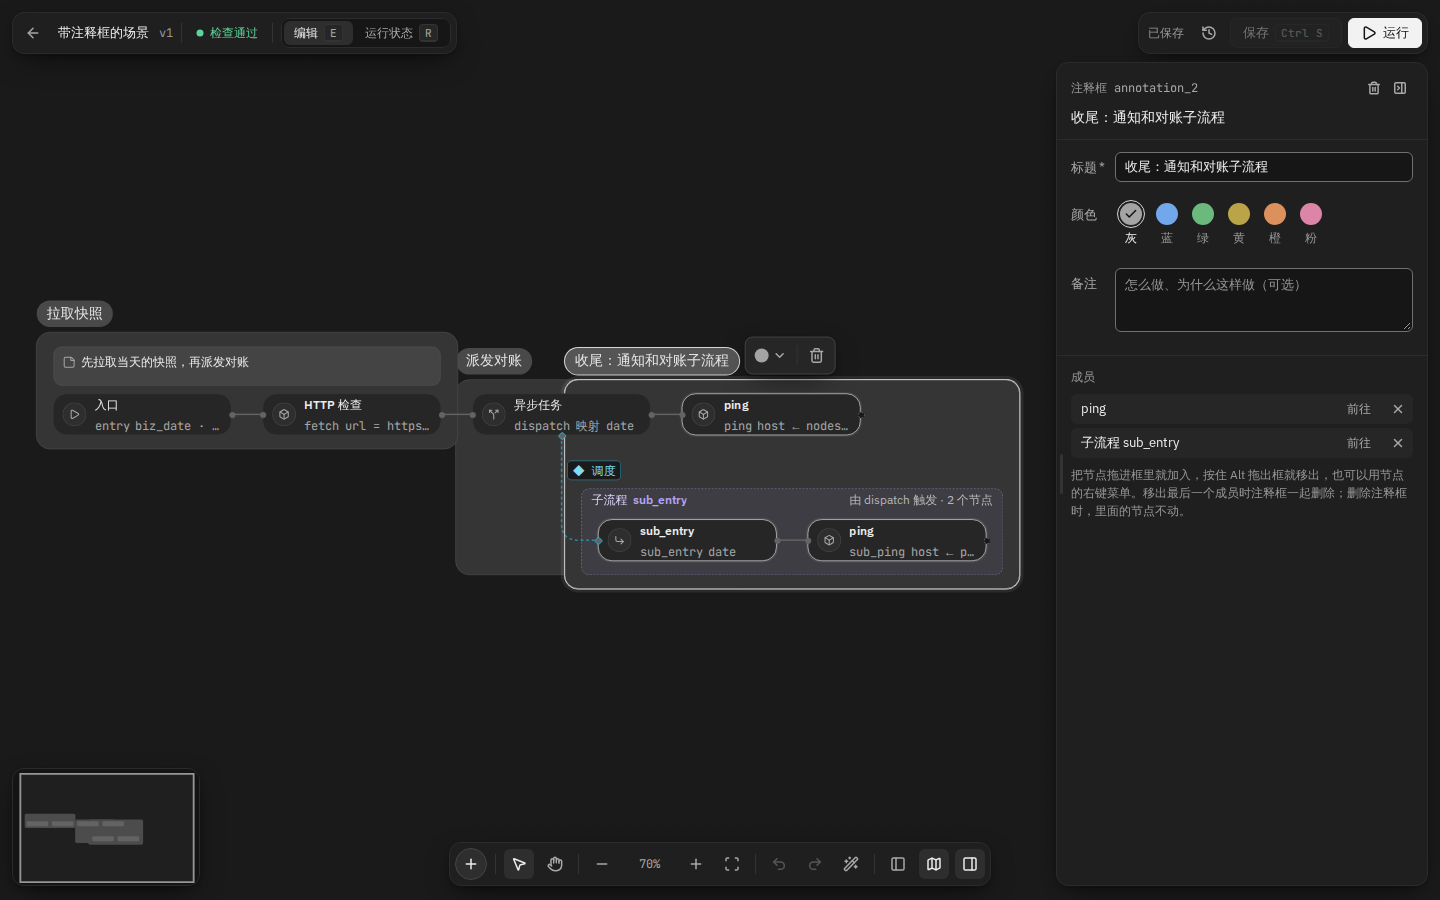 带注释框的场景 v1 检查通过 编辑 E 运行状态 R
已保存 保存 Ctrl S 运行
注释框 annotation_2
收尾：通知和对账子流程
标题* 收尾：通知和对账子流程
颜色
灰 蓝 绿 黄 橙 粉
备注 怎么做、为什么这样做（可选）
成员
ping 前往
子流程 sub_entry 前往
把节点拖进框里就加入，按住 Alt 拖出框就移出，也可以用节点
的右键菜单。移出最后一个成员时注释框一起删除；删除注释框
时，里面的节点不动。
拉取快照
先拉取当天的快照，再派发对账
入口
entry biz_date · …
HTTP 检查
fetch url = https…
派发对账
异步任务
dispatch 映射 date
收尾：通知和对账子流程
ping
ping host ← nodes…
调度
子流程 sub_entry 由 dispatch 触发 · 2 个节点
sub_entry
sub_entry date
ping
sub_ping host ← p…
70%